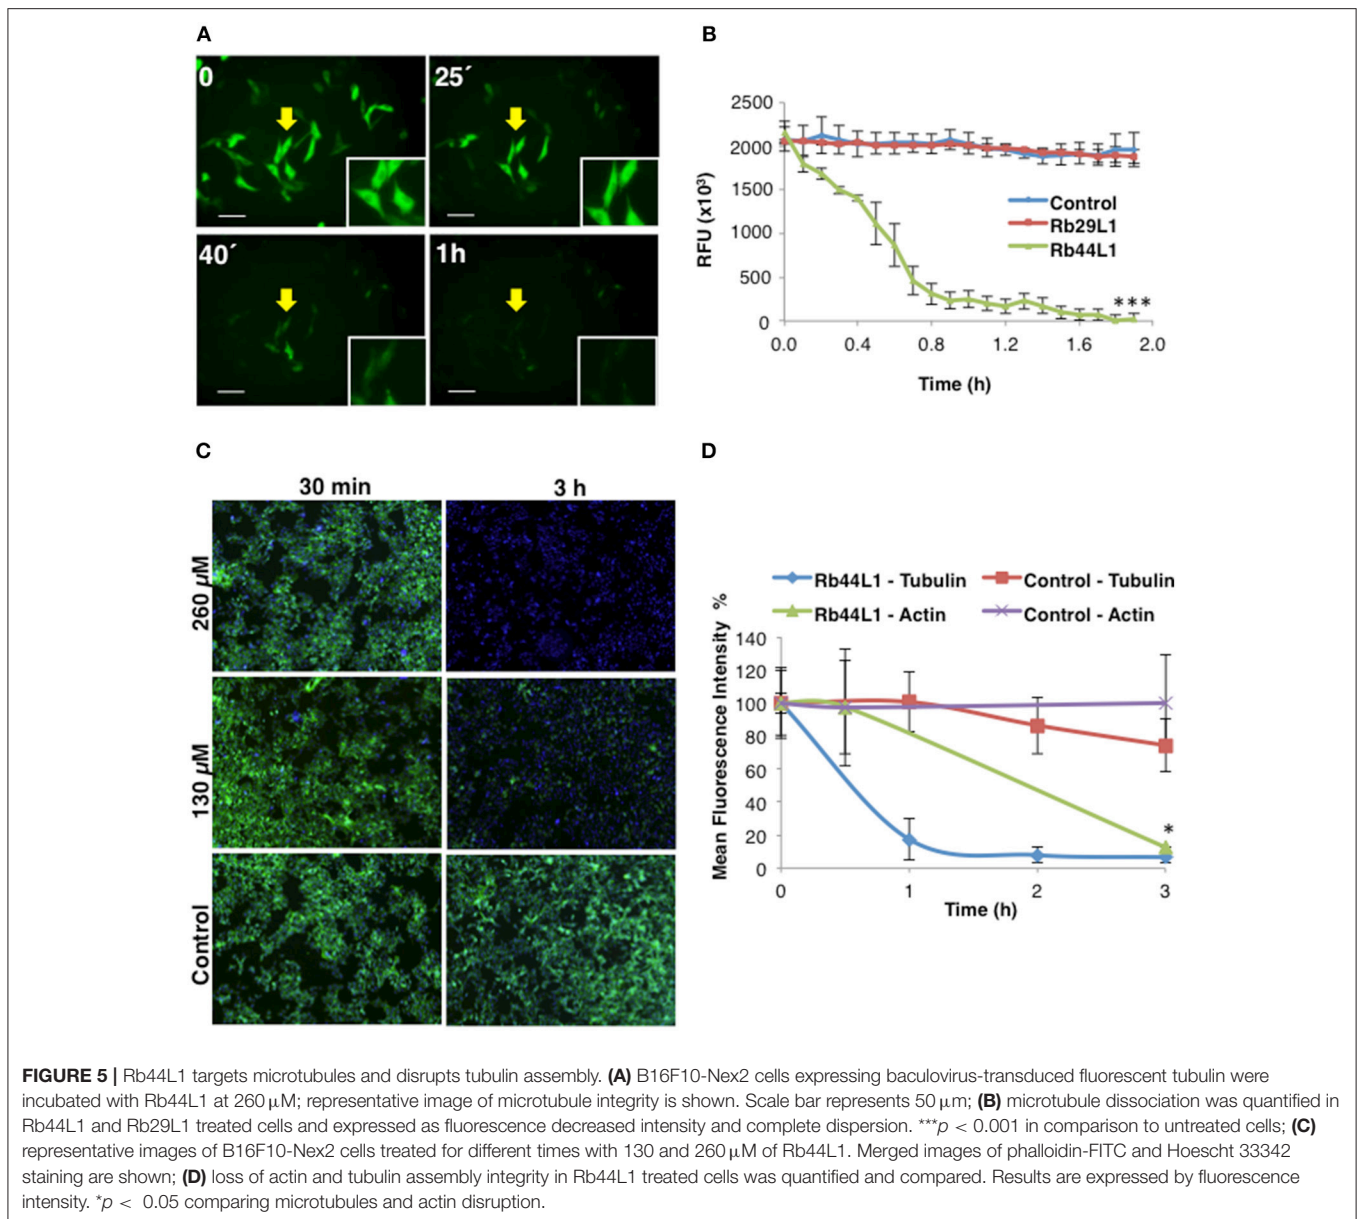 A
0
25´
40´
1h
B
2500
2000
1500
1000
500
0
RFU (x10³)
Control
Rb29L1
Rb44L1
***
0.0 0.4 0.8 1.2 1.6 2.0
Time (h)
C
30 min 3 h
260 µM
130 µM
Control
D
Rb44L1 - Tubulin Control - Tubulin
Rb44L1 - Actin Control - Actin
Mean Fluorescence Intensity %
140
120
100
80
60
40
20
0
*
0 1 2 3
Time (h)
FIGURE 5 | Rb44L1 targets microtubules and disrupts tubulin assembly. (A) B16F10-Nex2 cells expressing baculovirus-transduced fluorescent tubulin were
incubated with Rb44L1 at 260 µM; representative image of microtubule integrity is shown. Scale bar represents 50 µm; (B) microtubule dissociation was quantified in
Rb44L1 and Rb29L1 treated cells and expressed as fluorescence decreased intensity and complete dispersion. ***p < 0.001 in comparison to untreated cells; (C)
representative images of B16F10-Nex2 cells treated for different times with 130 and 260 µM of Rb44L1. Merged images of phalloidin-FITC and Hoescht 33342
staining are shown; (D) loss of actin and tubulin assembly integrity in Rb44L1 treated cells was quantified and compared. Results are expressed by fluorescence
intensity. *p < 0.05 comparing microtubules and actin disruption.